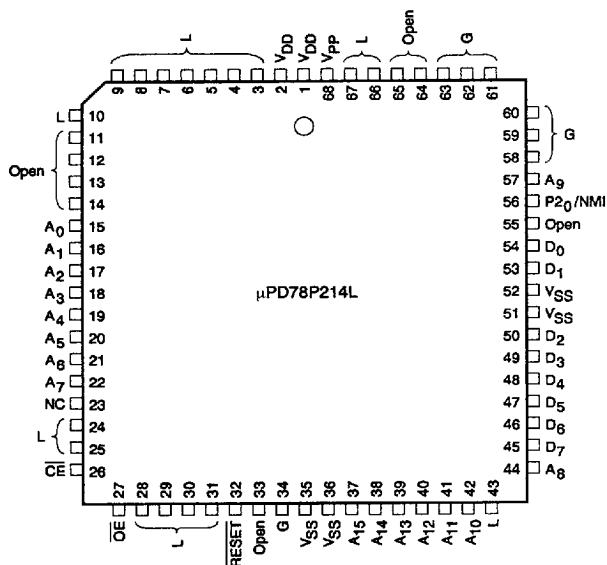 L VDD VDD VPP L Open G
9 8 7 6 5 4 3 2 1 68 67 66 65 64 63 62 61
L 10
11
12
Open
13
14
A0 15
A1 16
A2 17
A3 18
A4 19
A5 20
A6 21
A7 22
NC 23
24
L
25
CE 26
μPD78P214L
60
59 G
58
57 A9
56 P20/NMI
55 Open
54 D0
53 D1
52 VSS
51 VSS
50 D2
49 D3
48 D4
47 D5
46 D6
45 D7
44 A8
27 28 29 30 31 32 33 34 35 36 37 38 39 40 41 42 43
OE L RESET Open G VSS VSS A15 A14 A13 A12 A11 A10 L